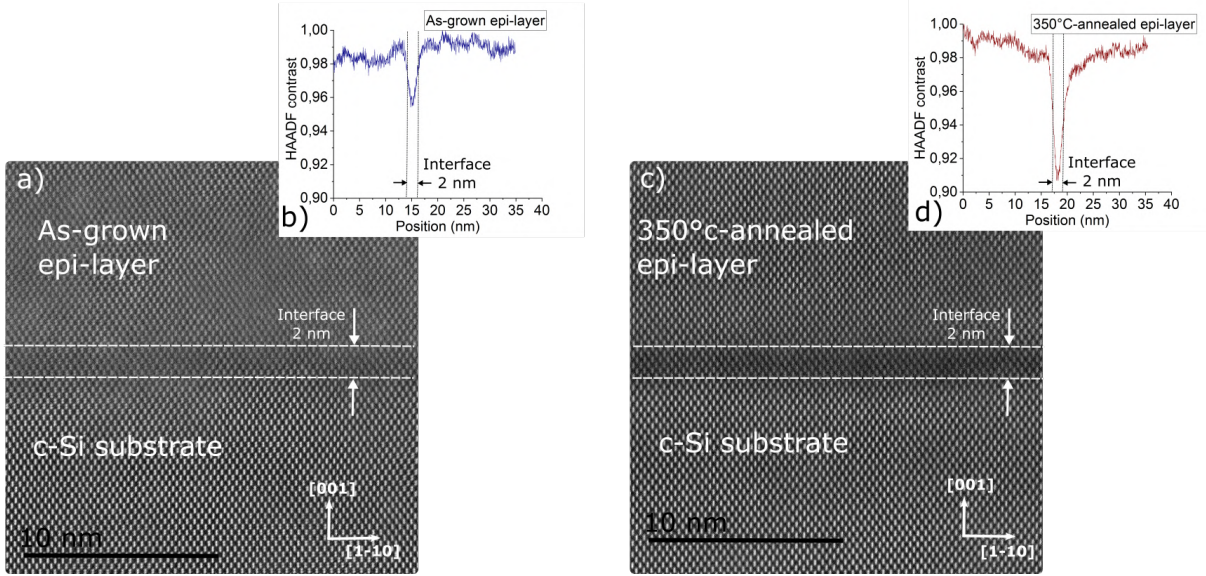 a)
As-grown
epi-layer
Interface
2 nm
c-Si substrate
[001]
[1-10]
10 nm
b)
As-grown epi-layer
HAADF contrast
1,00
0,98
0,96
0,94
0,92
0,90
Interface
2 nm
0 5 10 15 20 25 30 35 40
Position (nm)
c)
350°c-annealed
epi-layer
Interface
2 nm
c-Si substrate
[001]
[1-10]
10 nm
d)
350°C-annealed epi-layer
HAADF contrast
1,00
0,98
0,96
0,94
0,92
0,90
Interface
2 nm
0 5 10 15 20 25 30 35 40
Position (nm)